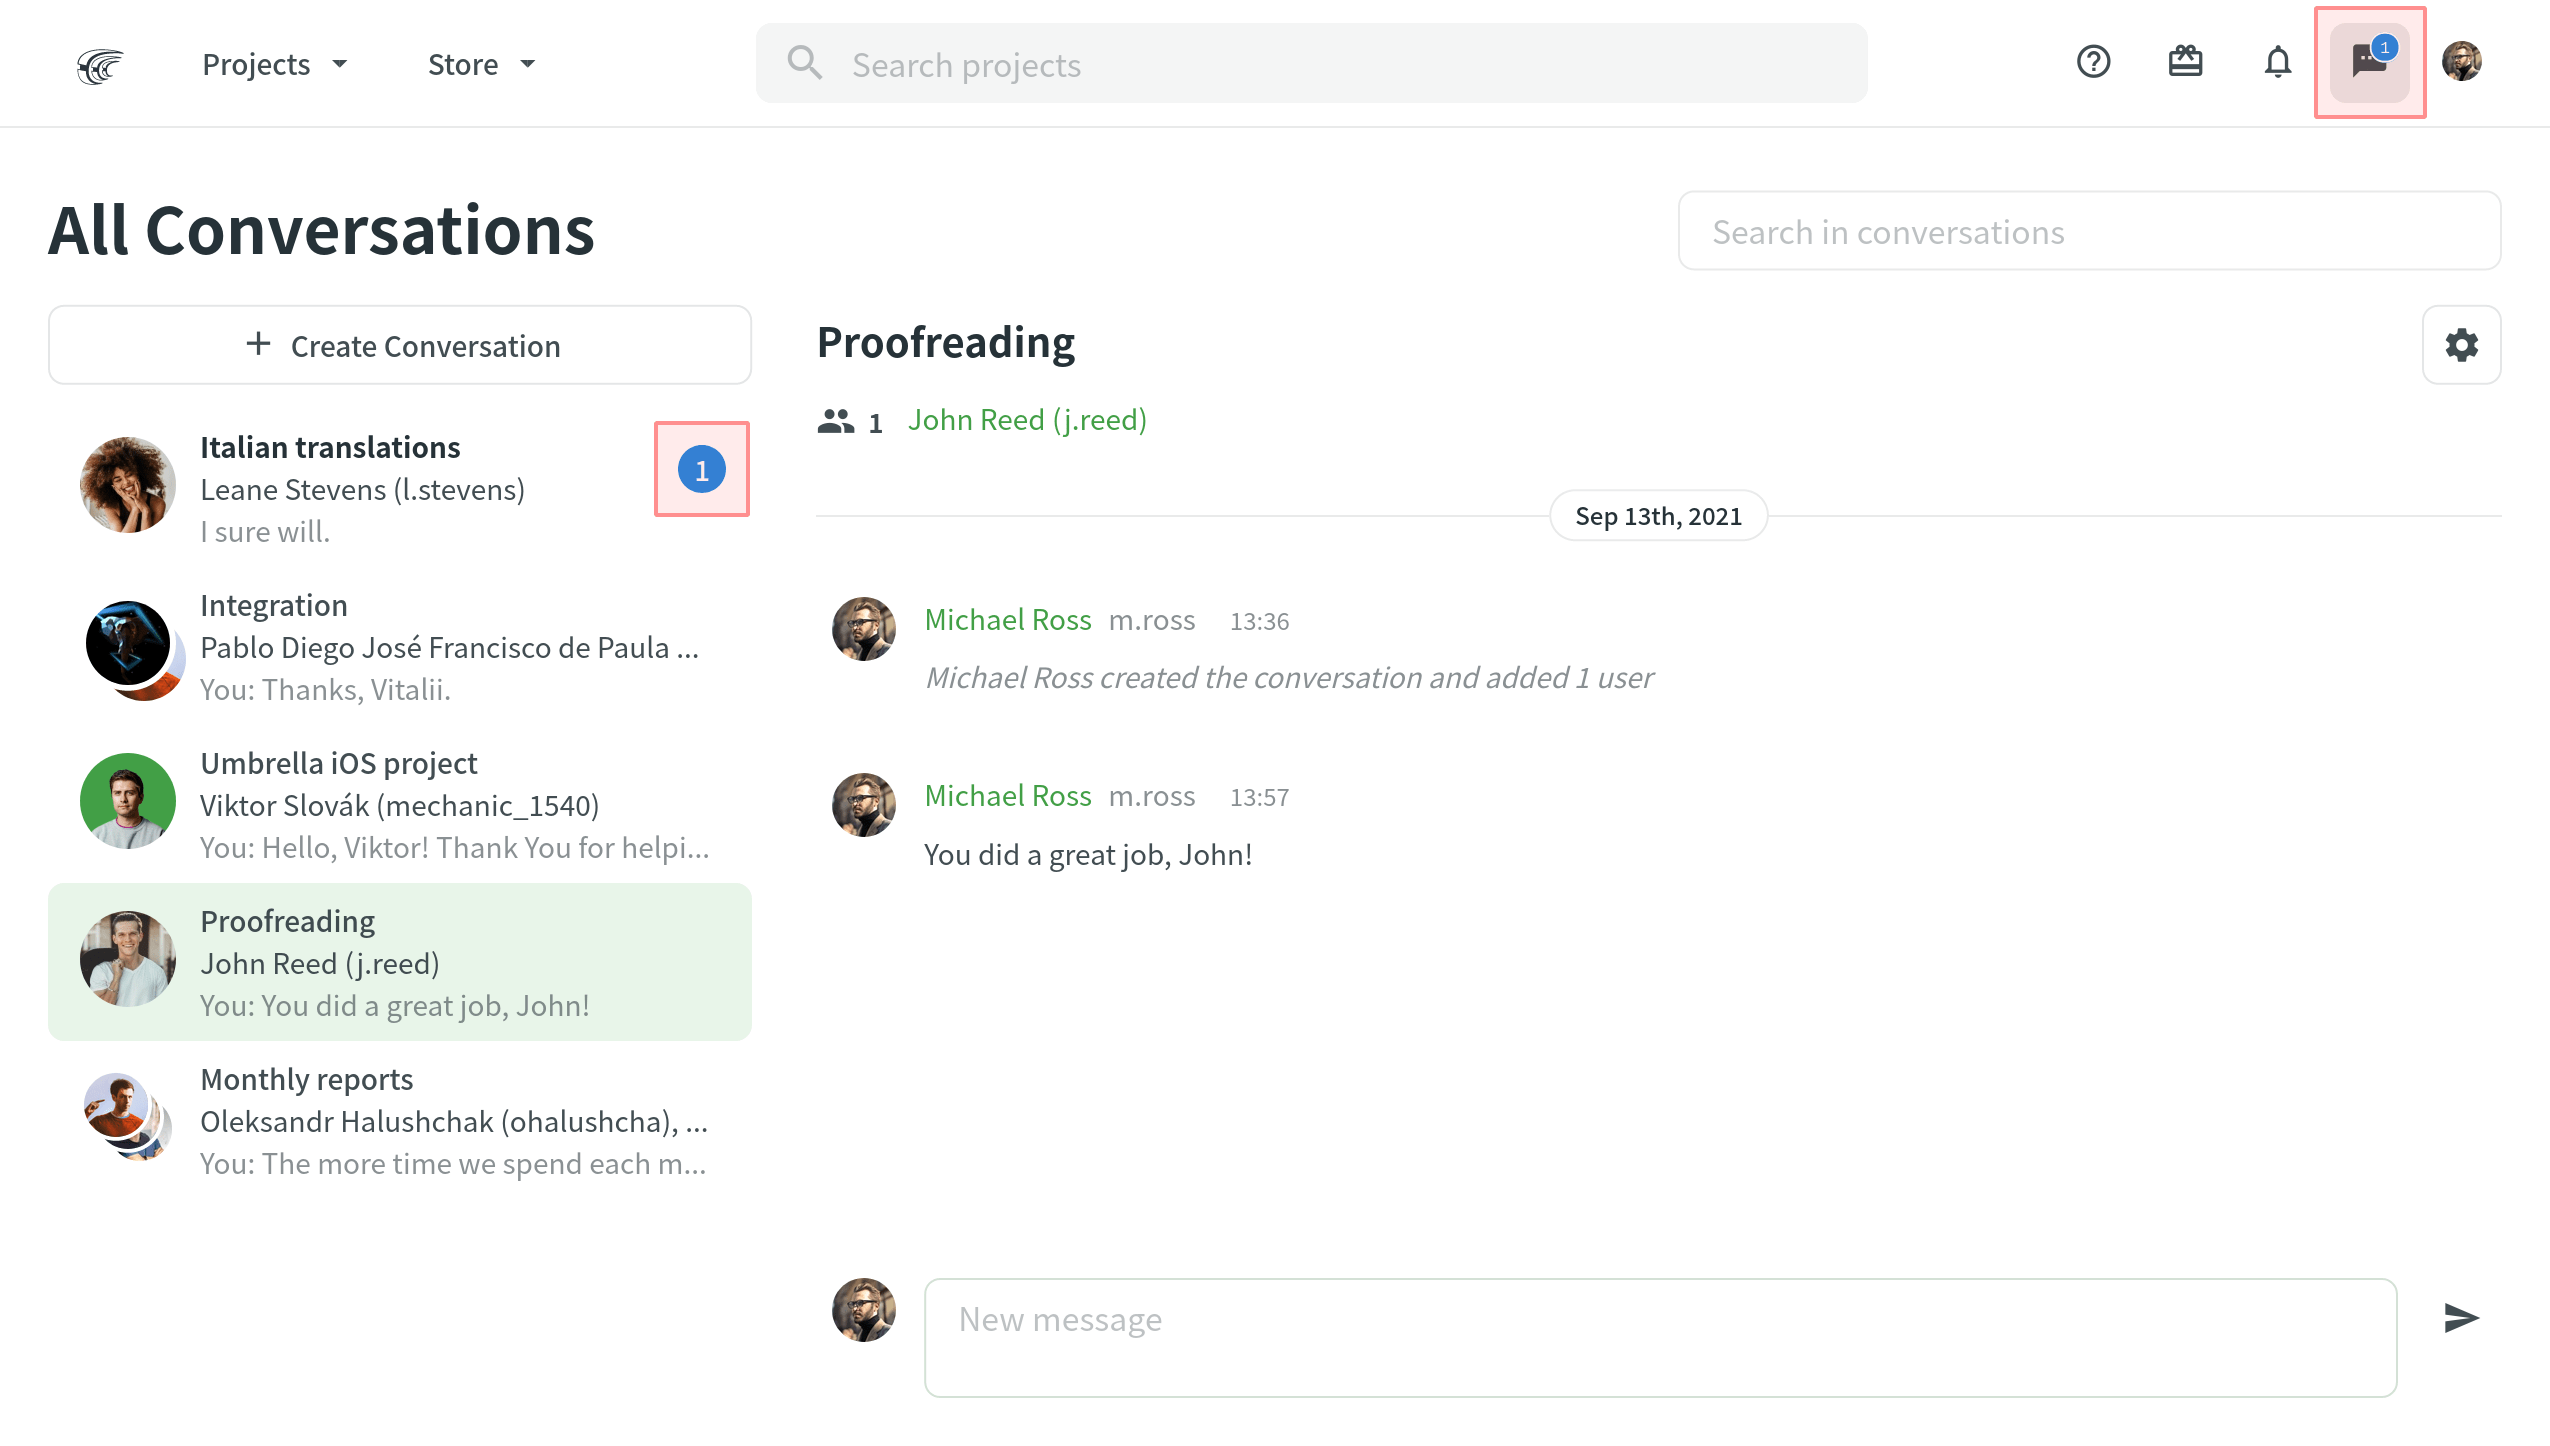 Projects
Store
Search projects
1
All Conversations
Search in conversations
Create Conversation
Italian translations
Leane Stevens (l.stevens)
I sure will.
1
Integration
Pablo Diego José Francisco de Paula ...
You: Thanks, Vitalii.
Umbrella iOS project
Viktor Slovák (mechanic_1540)
You: Hello, Viktor! Thank You for helpi...
Proofreading
John Reed (j.reed)
You: You did a great job, John!
Monthly reports
Oleksandr Halushchak (ohalushcha), ...
You: The more time we spend each m...
Proofreading
1 John Reed (j.reed)
Sep 13th, 2021
Michael Ross m.ross 13:36
Michael Ross created the conversation and added 1 user
Michael Ross m.ross 13:57
You did a great job, John!
New message